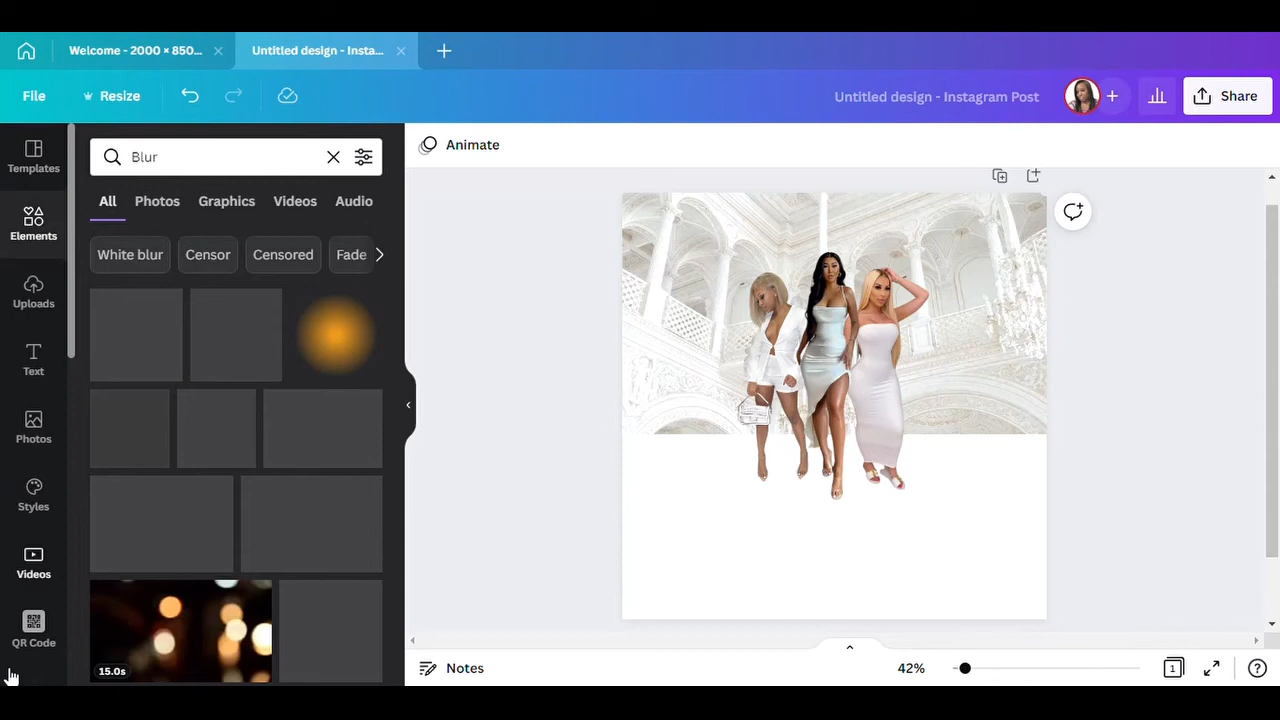 Welcome - 2000 × 850...
Untitled design - Insta...
File
Resize
Untitled design - Instagram Post
Share
Templates
Elements
Uploads
Text
Photos
Styles
Videos
QR Code
Blur
All
Photos
Graphics
Videos
Audio
White blur
Censor
Censored
Fade
15.0s
Animate
Notes
42%
1